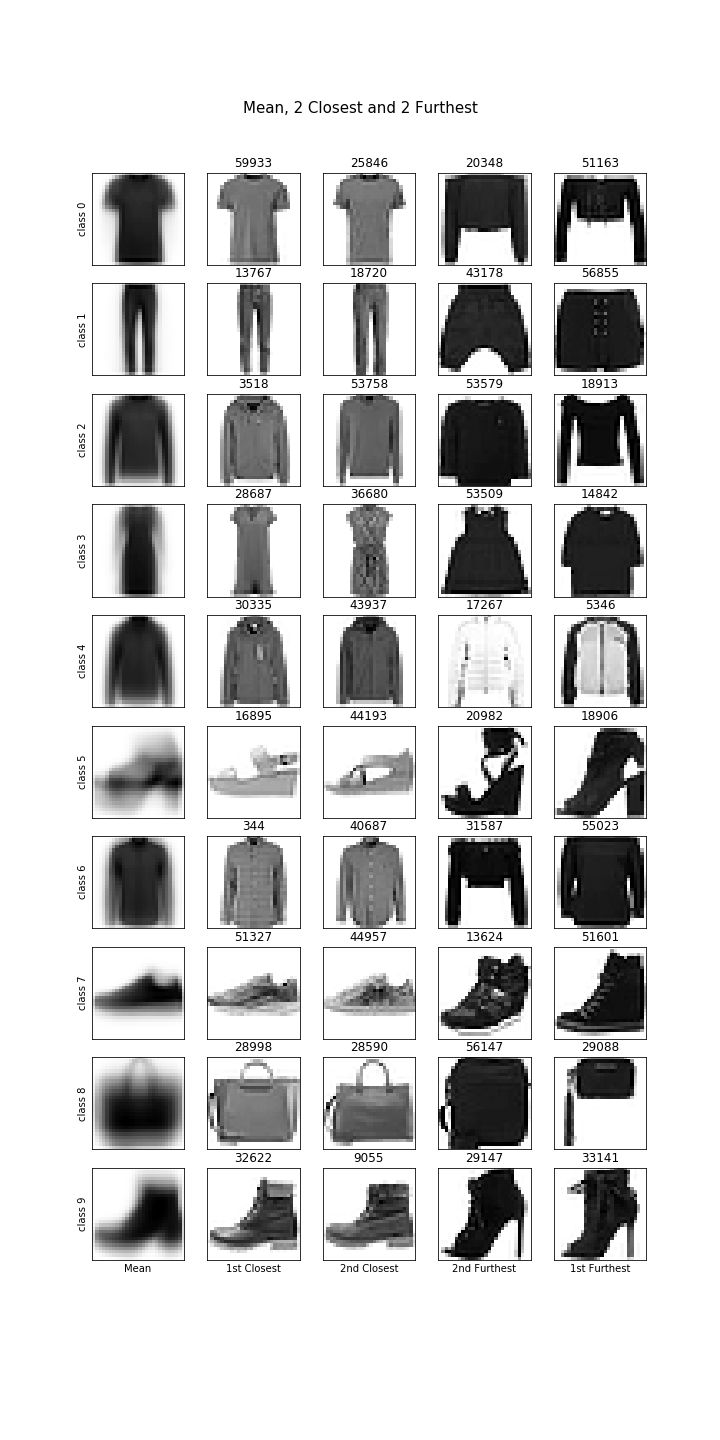 Mean, 2 Closest and 2 Furthest
59933 25846 20348 51163
class 0
13767 18720 43178 56855
class 1
3518 53758 53579 18913
class 2
28687 36680 53509 14842
class 3
30335 43937 17267 5346
class 4
16895 44193 20982 18906
class 5
344 40687 31587 55023
class 6
51327 44957 13624 51601
class 7
28998 28590 56147 29088
class 8
32622 9055 29147 33141
class 9
Mean 1st Closest 2nd Closest 2nd Furthest 1st Furthest